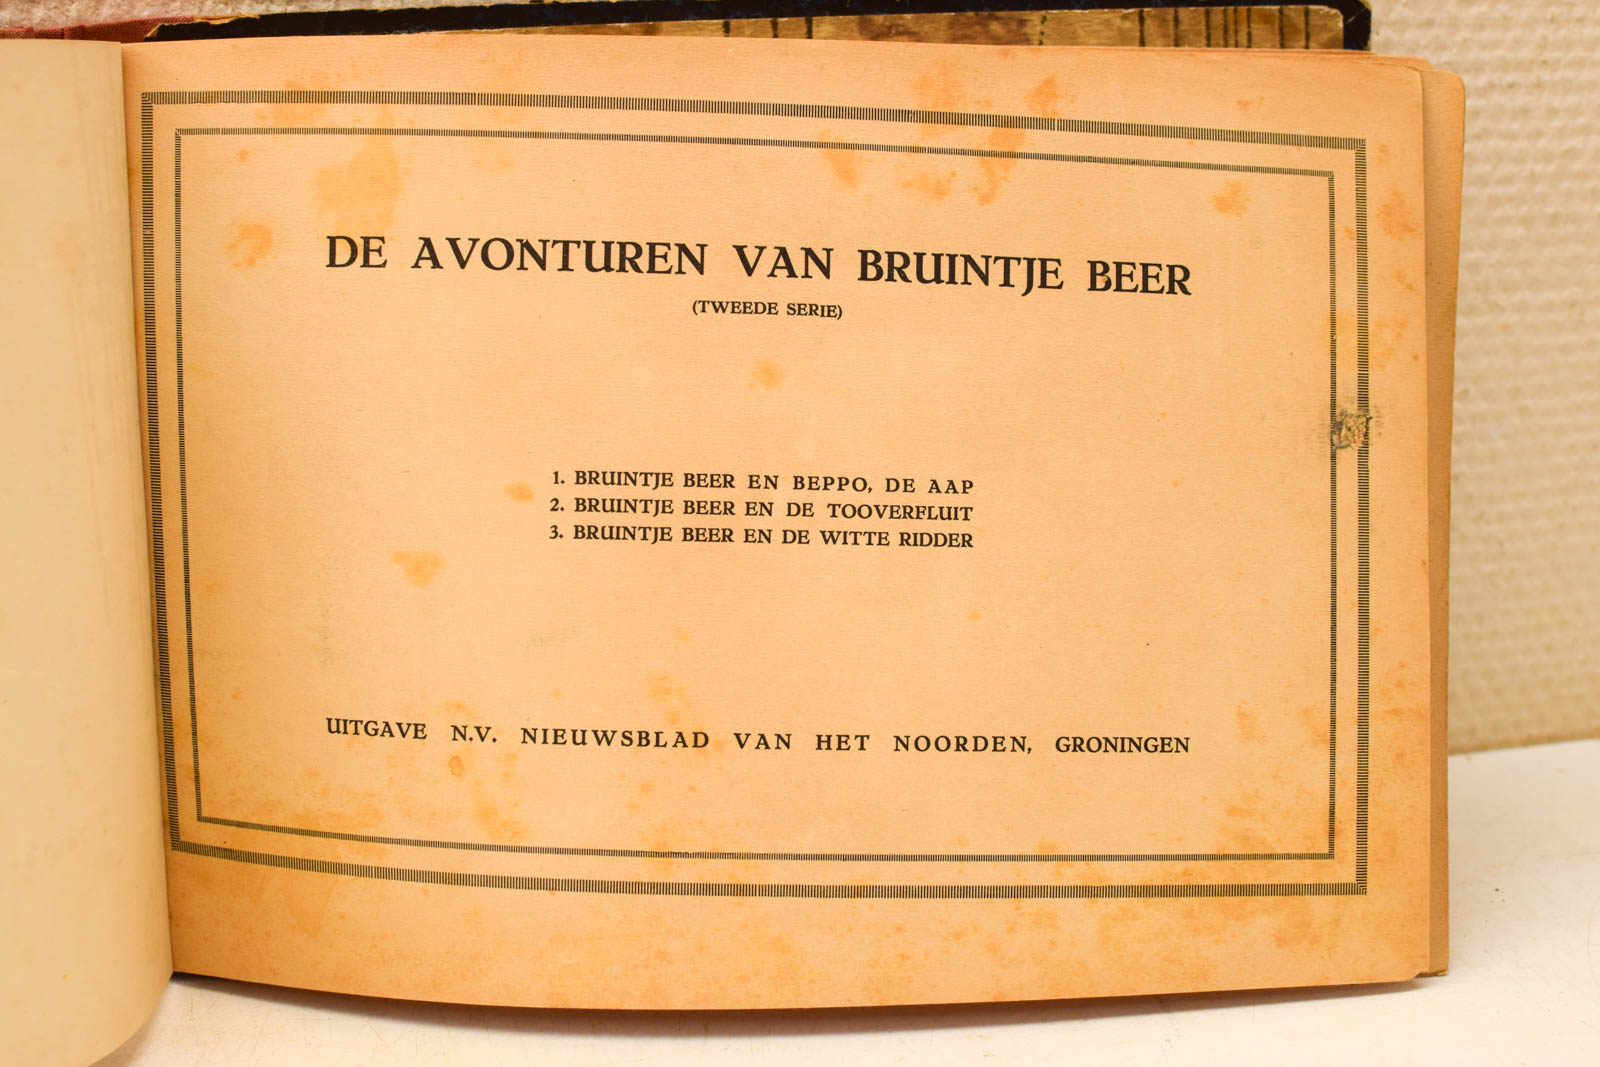 DE AVONTUREN VAN BRUINTJE BEER
(TWEEDE SERIE)
1. BRUINTJE BEER EN BEPPO, DE AAP
2. BRUINTJE BEER EN DE TOOVERFLUIT
3. BRUINTJE BEER EN DE WITTE RIDDER
UITGAVE N.V. NIEUWSBLAD VAN HET NOORDEN, GRONINGEN